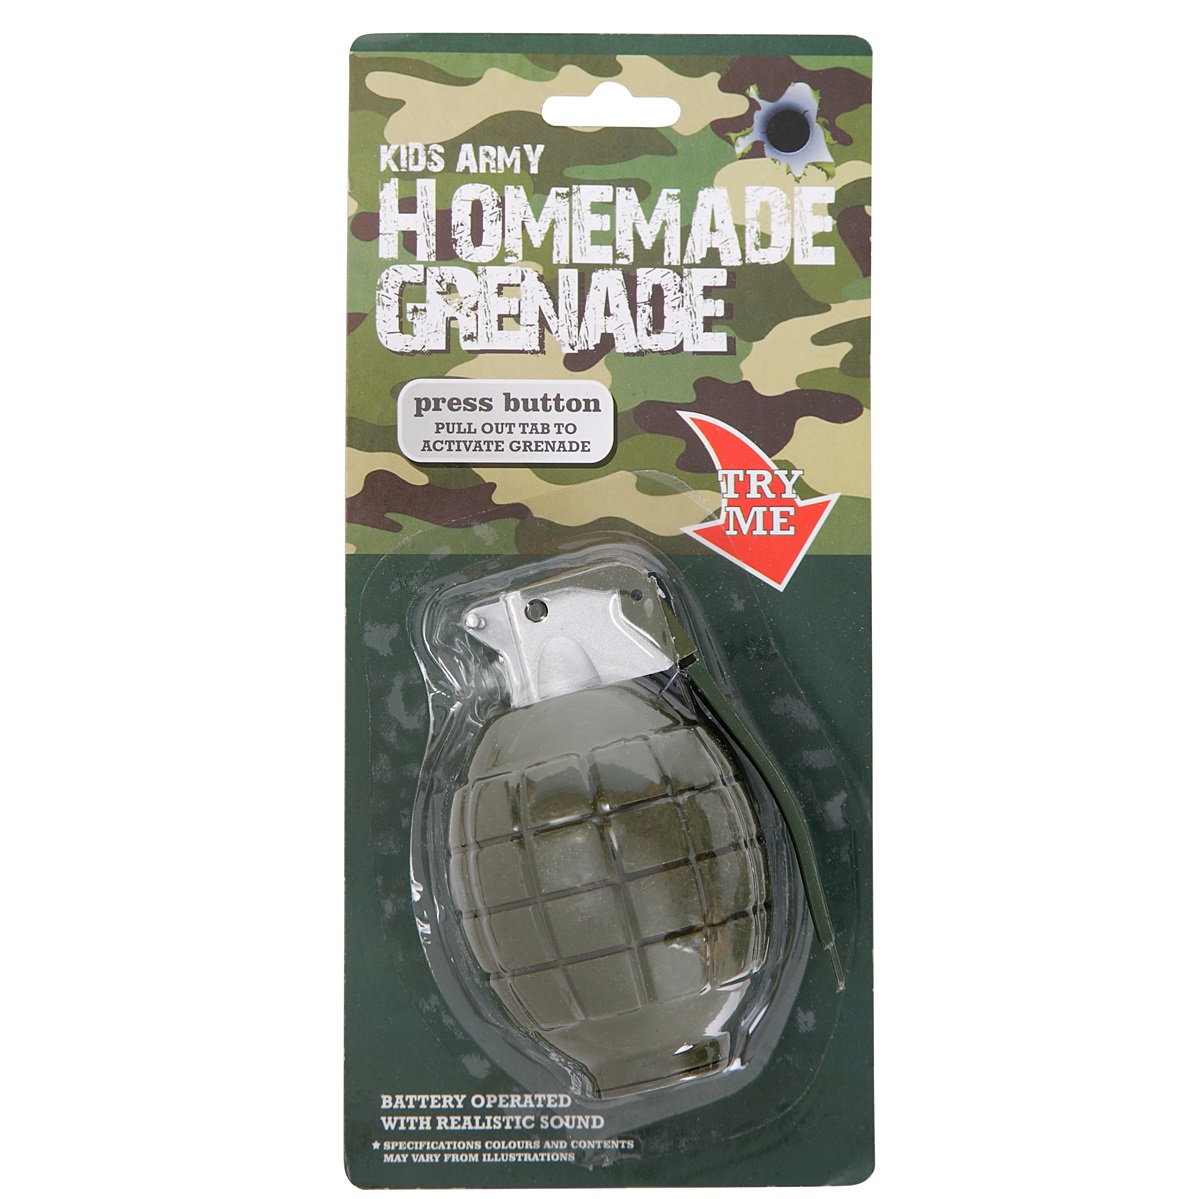 KIDS ARMY
HOMEMADE
GRENADE
press button
PULL OUT TAB TO
ACTIVATE GRENADE
TRY
ME
BATTERY OPERATED
WITH REALISTIC SOUND
★ SPECIFICATIONS COLOURS AND CONTENTS
MAY VARY FROM ILLUSTRATIONS